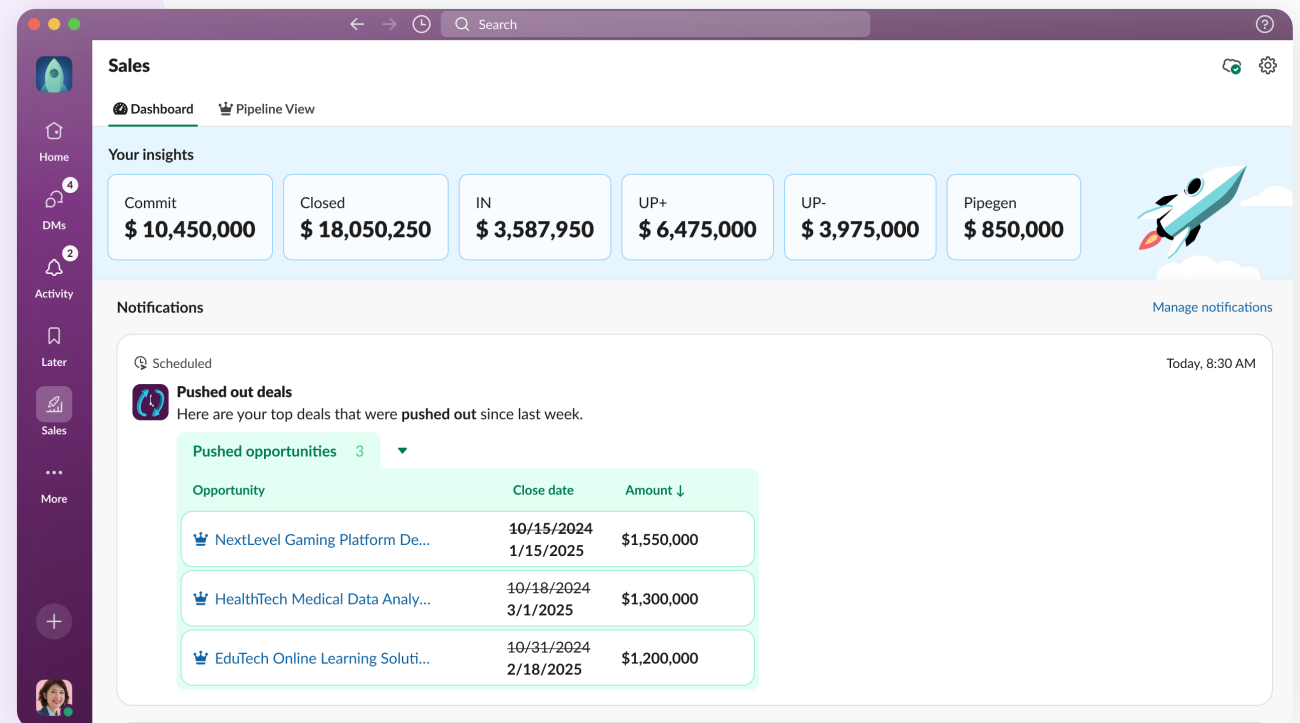 Search
Sales
Dashboard
Pipeline View
Home
4
DMs
2
Activity
Later
Sales
More
Your insights
Commit
$ 10,450,000
Closed
$ 18,050,250
IN
$ 3,587,950
UP+
$ 6,475,000
UP-
$ 3,975,000
Pipegen
$ 850,000
Notifications
Manage notifications
Scheduled
Today, 8:30 AM
Pushed out deals
Here are your top deals that were pushed out since last week.
Pushed opportunities 3
Opportunity Close date Amount ↓
NextLevel Gaming Platform De...
10/15/2024
1/15/2025
$1,550,000
HealthTech Medical Data Analy...
10/18/2024
3/1/2025
$1,300,000
EduTech Online Learning Soluti...
10/31/2024
2/18/2025
$1,200,000